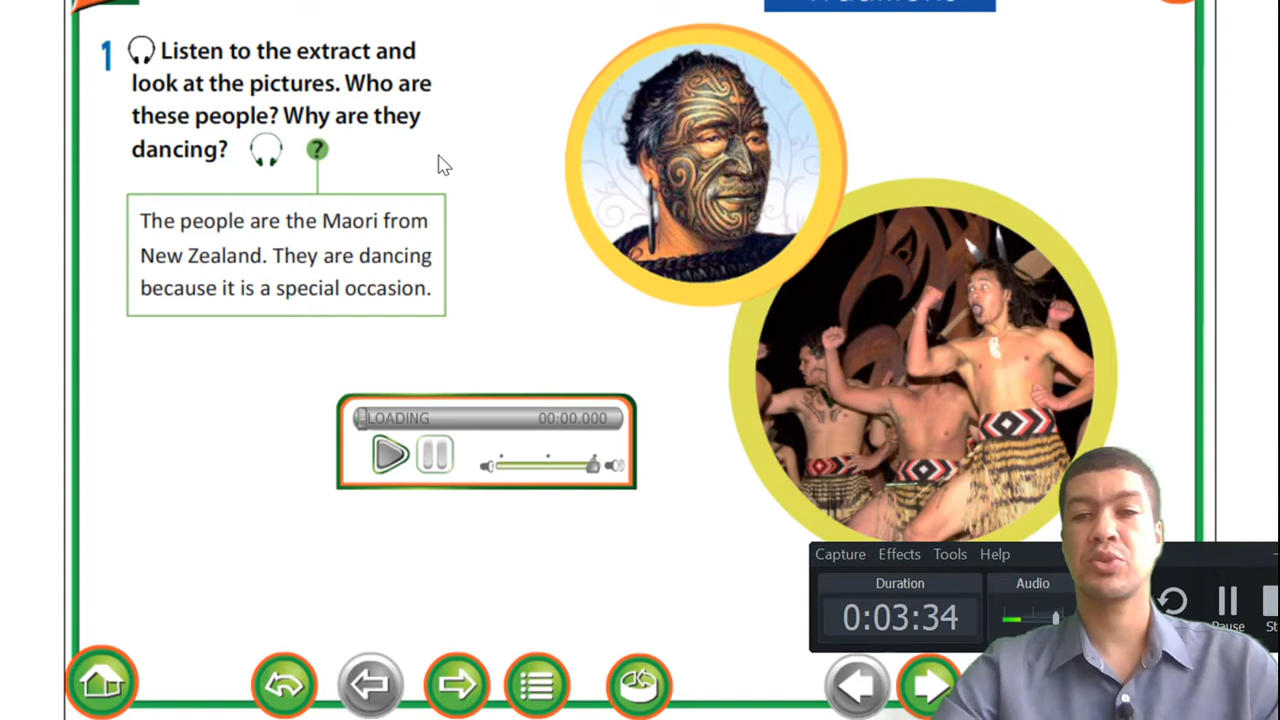 1 Listen to the extract and
look at the pictures. Who are
these people? Why are they
dancing? ?
The people are the Maori from
New Zealand. They are dancing
because it is a special occasion.
LOADING 00:00.000
Capture Effects Tools Help
Duration Audio
0:03:34
Pause